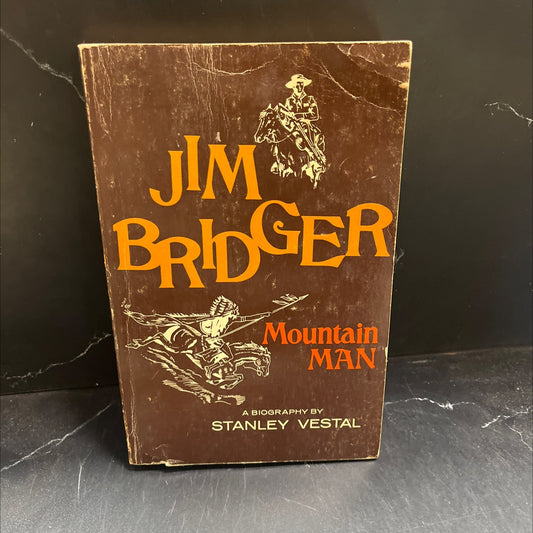 JIM
BRIDGER
Mountain
MAN
A BIOGRAPHY BY
STANLEY VESTAL